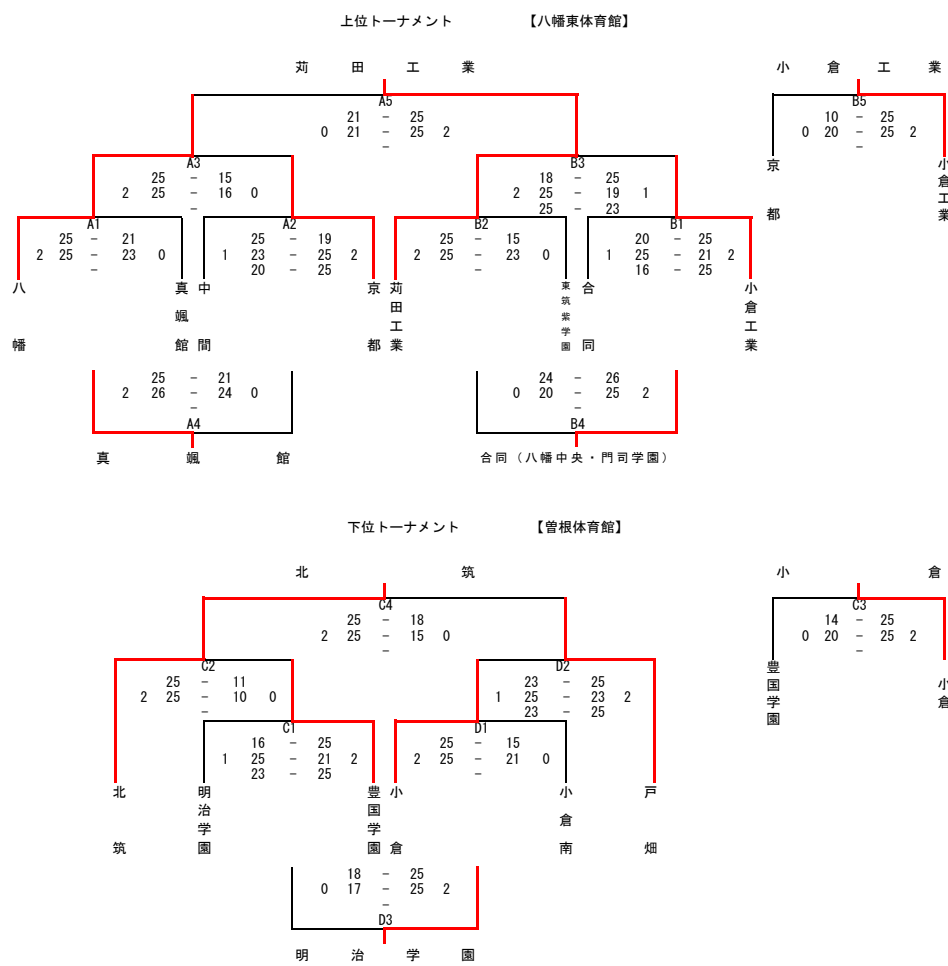 上位トーナメント 【八幡東体育館】
苅田工業
小倉工業
A5
21 － 25
0 21 － 25 2
－
B5
10 － 25
0 20 － 25 2
－
京都
小倉工業
A3
25 － 15
2 25 － 16 0
－
B3
18 － 25
2 25 － 19 1
25 － 23
A1
25 － 21
2 25 － 23 0
－
A2
25 － 19
1 23 － 25 2
20 － 25
B2
25 － 15
2 25 － 23 0
－
B1
20 － 25
1 25 － 21 2
16 － 25
八幡
真颯館
中間
京都
苅田工業
東筑紫学園
合同
小倉工業
25 － 21
2 26 － 24 0
－
A4
真颯館
24 － 26
0 20 － 25 2
－
B4
合同（八幡中央・門司学園）
下位トーナメント 【曽根体育館】
北筑
小倉
C4
25 － 18
2 25 － 15 0
－
C3
14 － 25
0 20 － 25 2
－
豊国学園
小倉
C2
25 － 11
2 25 － 10 0
－
D2
23 － 25
1 25 － 23 2
23 － 25
C1
16 － 25
1 25 － 21 2
23 － 25
D1
25 － 15
2 25 － 21 0
－
北筑
明治学園
豊国学園
小倉
小倉南
戸畑
18 － 25
0 17 － 25 2
－
D3
明治学園